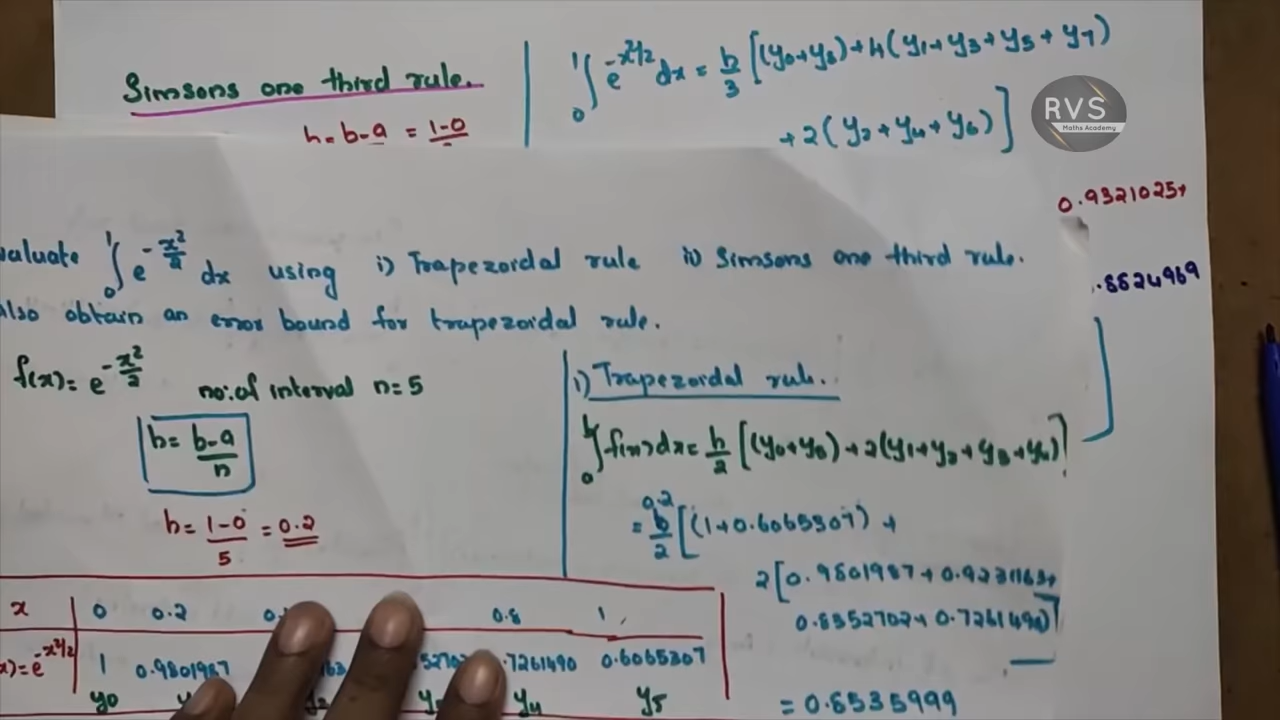 Simsons one third rule.
h = b-a = 1-0
∫₀¹ e^(-x²/2) dx = h/3 [(y0+y8) + 4(y1+y3+y5+y7)
+ 2(y2+y4+y6)]
RVS
Maths Academy
0.9321025+
.8824969
valuate ∫₀¹ e^(-x²/2) dx using i) Trapezoidal rule ii) Simsons one third rule.
Also obtain an error bound for trapezoidal rule.
f(x) = e^(-x²/2) no: of interval n = 5
h = b-a/n
h = 1-0/5 = 0.2
i) Trapezoidal rule.
∫ f(x) dx = h/2 [(y0+y5) + 2(y1+y2+y3+y4)]
0.2
= h/2 [(1+0.6065307) +
2[0.9801987 + 0.9231163+
0.8352702+ 0.7261490)]
= 0.8535999
x 0 0.2 0. 0.8 1
x) = e^(-x²/2) 1 0.9801987 163 52702 .7261490 0.6065307
y0 y2 y4 y5